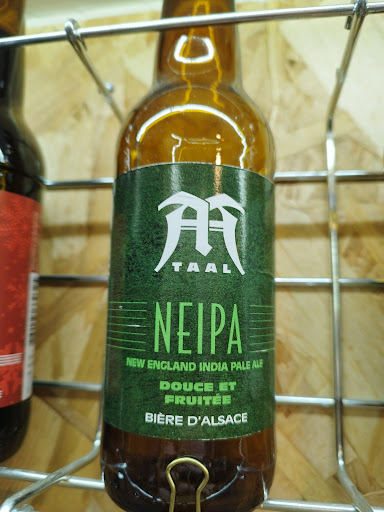 TAAL
NEIPA
NEW ENGLAND INDIA PALE ALE
DOUCE ET
FRUITÉE
BIÈRE D'ALSACE